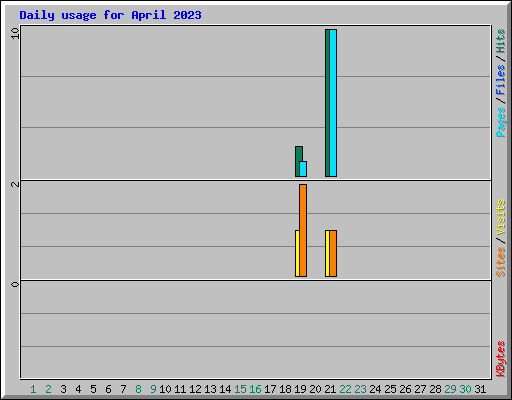 Daily usage for April 2023
10
2
0
Pages/Files/Hits
Sites/Visits
KBytes
1 2 3 4 5 6 7 8 9 10 11 12 13 14 15 16 17 18 19 20 21 22 23 24 25 26 27 28 29 30 31